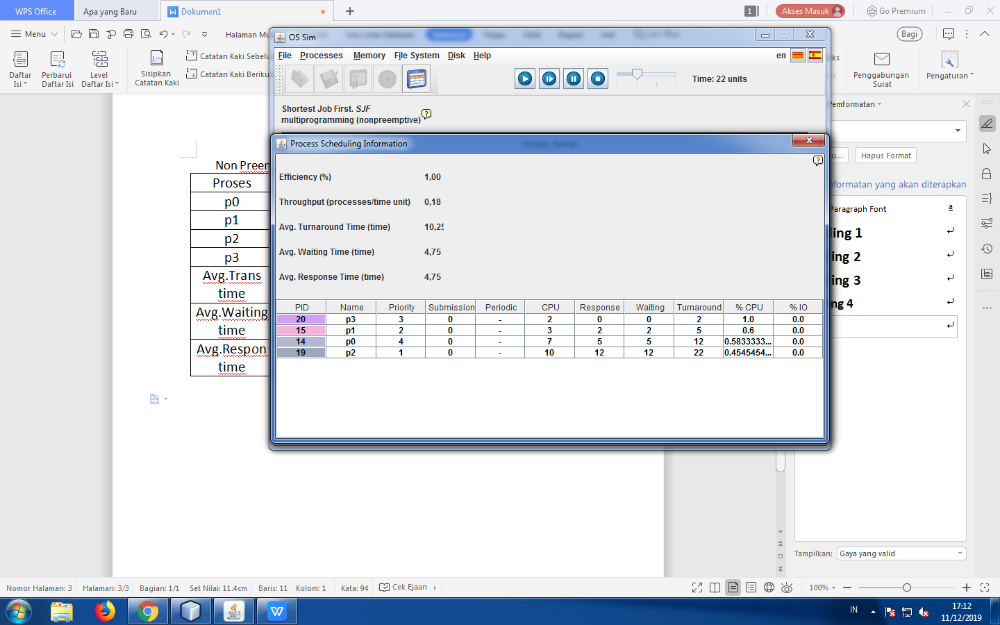 WPS Office
Apa yang Baru
Dokumen1
1
Akses Masuk
Go Premium
Menu
Halaman Mu
Bagi
Daftar Isi
Perbarui Daftar Isi
Level Daftar Isi
Sisipkan Catatan Kaki
Catatan Kaki Sebelu
Catatan Kaki Beriku
ks
Penggabungan Surat
Pengaturan
OS Sim
File Processes Memory File System Disk Help
en
Time: 22 units
Shortest Job First. SJF
multiprogramming (nonpreemptive)
Process Scheduling Information
Efficiency (%) 1,00
Throughput (processes/time unit) 0,18
Avg. Turnaround Time (time) 10,25
Avg. Waiting Time (time) 4,75
Avg. Response Time (time) 4,75
PID Name Priority Submission Periodic CPU Response Waiting Turnaround % CPU % IO
20 p3 3 0 - 2 0 0 2 1.0 0.0
15 p1 2 0 - 3 2 2 5 0.6 0.0
14 p0 4 0 - 7 5 5 12 0.5833333... 0.0
19 p2 1 0 - 10 12 12 22 0.4545454... 0.0
Non Preen
Proses
p0
p1
p2
p3
Avg.Trans
time
Avg.Waiting
time
Avg.Respon
time
emformatan
u...
Hapus Format
nformatan yang akan diterapkan
Paragraph Font
a
ing 1
ing 2
ing 3
ng 4
Tampilkan: Gaya yang valid
Nomor Halaman: 3 Halaman: 3/3 Bagian: 1/1 Set Nilai: 11.4cm Baris: 11 Kolom: 1 Kata: 94 Cek Ejaan
100%
IN
17:12
11/12/2019